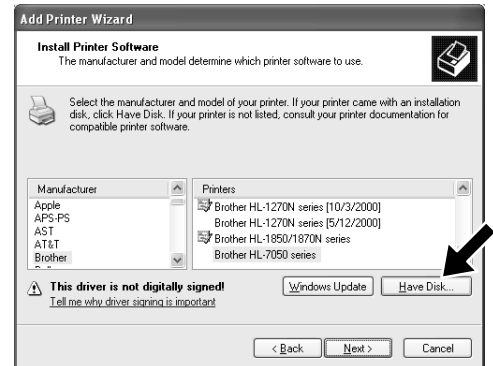 Add Printer Wizard
Install Printer Software
The manufacturer and model determine which printer software to use.
Select the manufacturer and model of your printer. If your printer came with an installation
disk, click Have Disk. If your printer is not listed, consult your printer documentation for
compatible printer software.
Manufacturer
Apple
APS-PS
AST
AT&T
Brother
Printers
Brother HL-1270N series [10/3/2000]
Brother HL-1270N series [5/12/2000]
Brother HL-1850/1870N series
Brother HL-7050 series
This driver is not digitally signed!
Tell me why driver signing is important
Windows Update
Have Disk...
< Back
Next >
Cancel